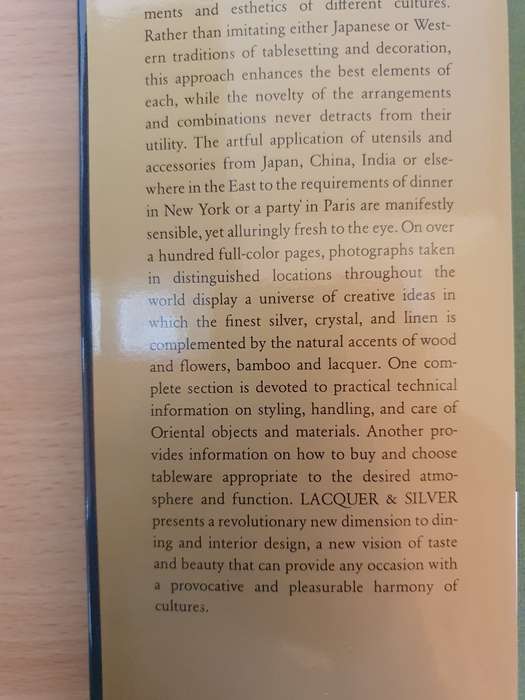 ments and esthetics of different cultures.
Rather than imitating either Japanese or West-
ern traditions of tablesetting and decoration,
this approach enhances the best elements of
each, while the novelty of the arrangements
and combinations never detracts from their
utility. The artful application of utensils and
accessories from Japan, China, India or else-
where in the East to the requirements of dinner
in New York or a party in Paris are manifestly
sensible, yet alluringly fresh to the eye. On over
a hundred full-color pages, photographs taken
in distinguished locations throughout the
world display a universe of creative ideas in
which the finest silver, crystal, and linen is
complemented by the natural accents of wood
and flowers, bamboo and lacquer. One com-
plete section is devoted to practical technical
information on styling, handling, and care of
Oriental objects and materials. Another pro-
vides information on how to buy and choose
tableware appropriate to the desired atmo-
sphere and function. LACQUER & SILVER
presents a revolutionary new dimension to din-
ing and interior design, a new vision of taste
and beauty that can provide any occasion with
a provocative and pleasurable harmony of
cultures.